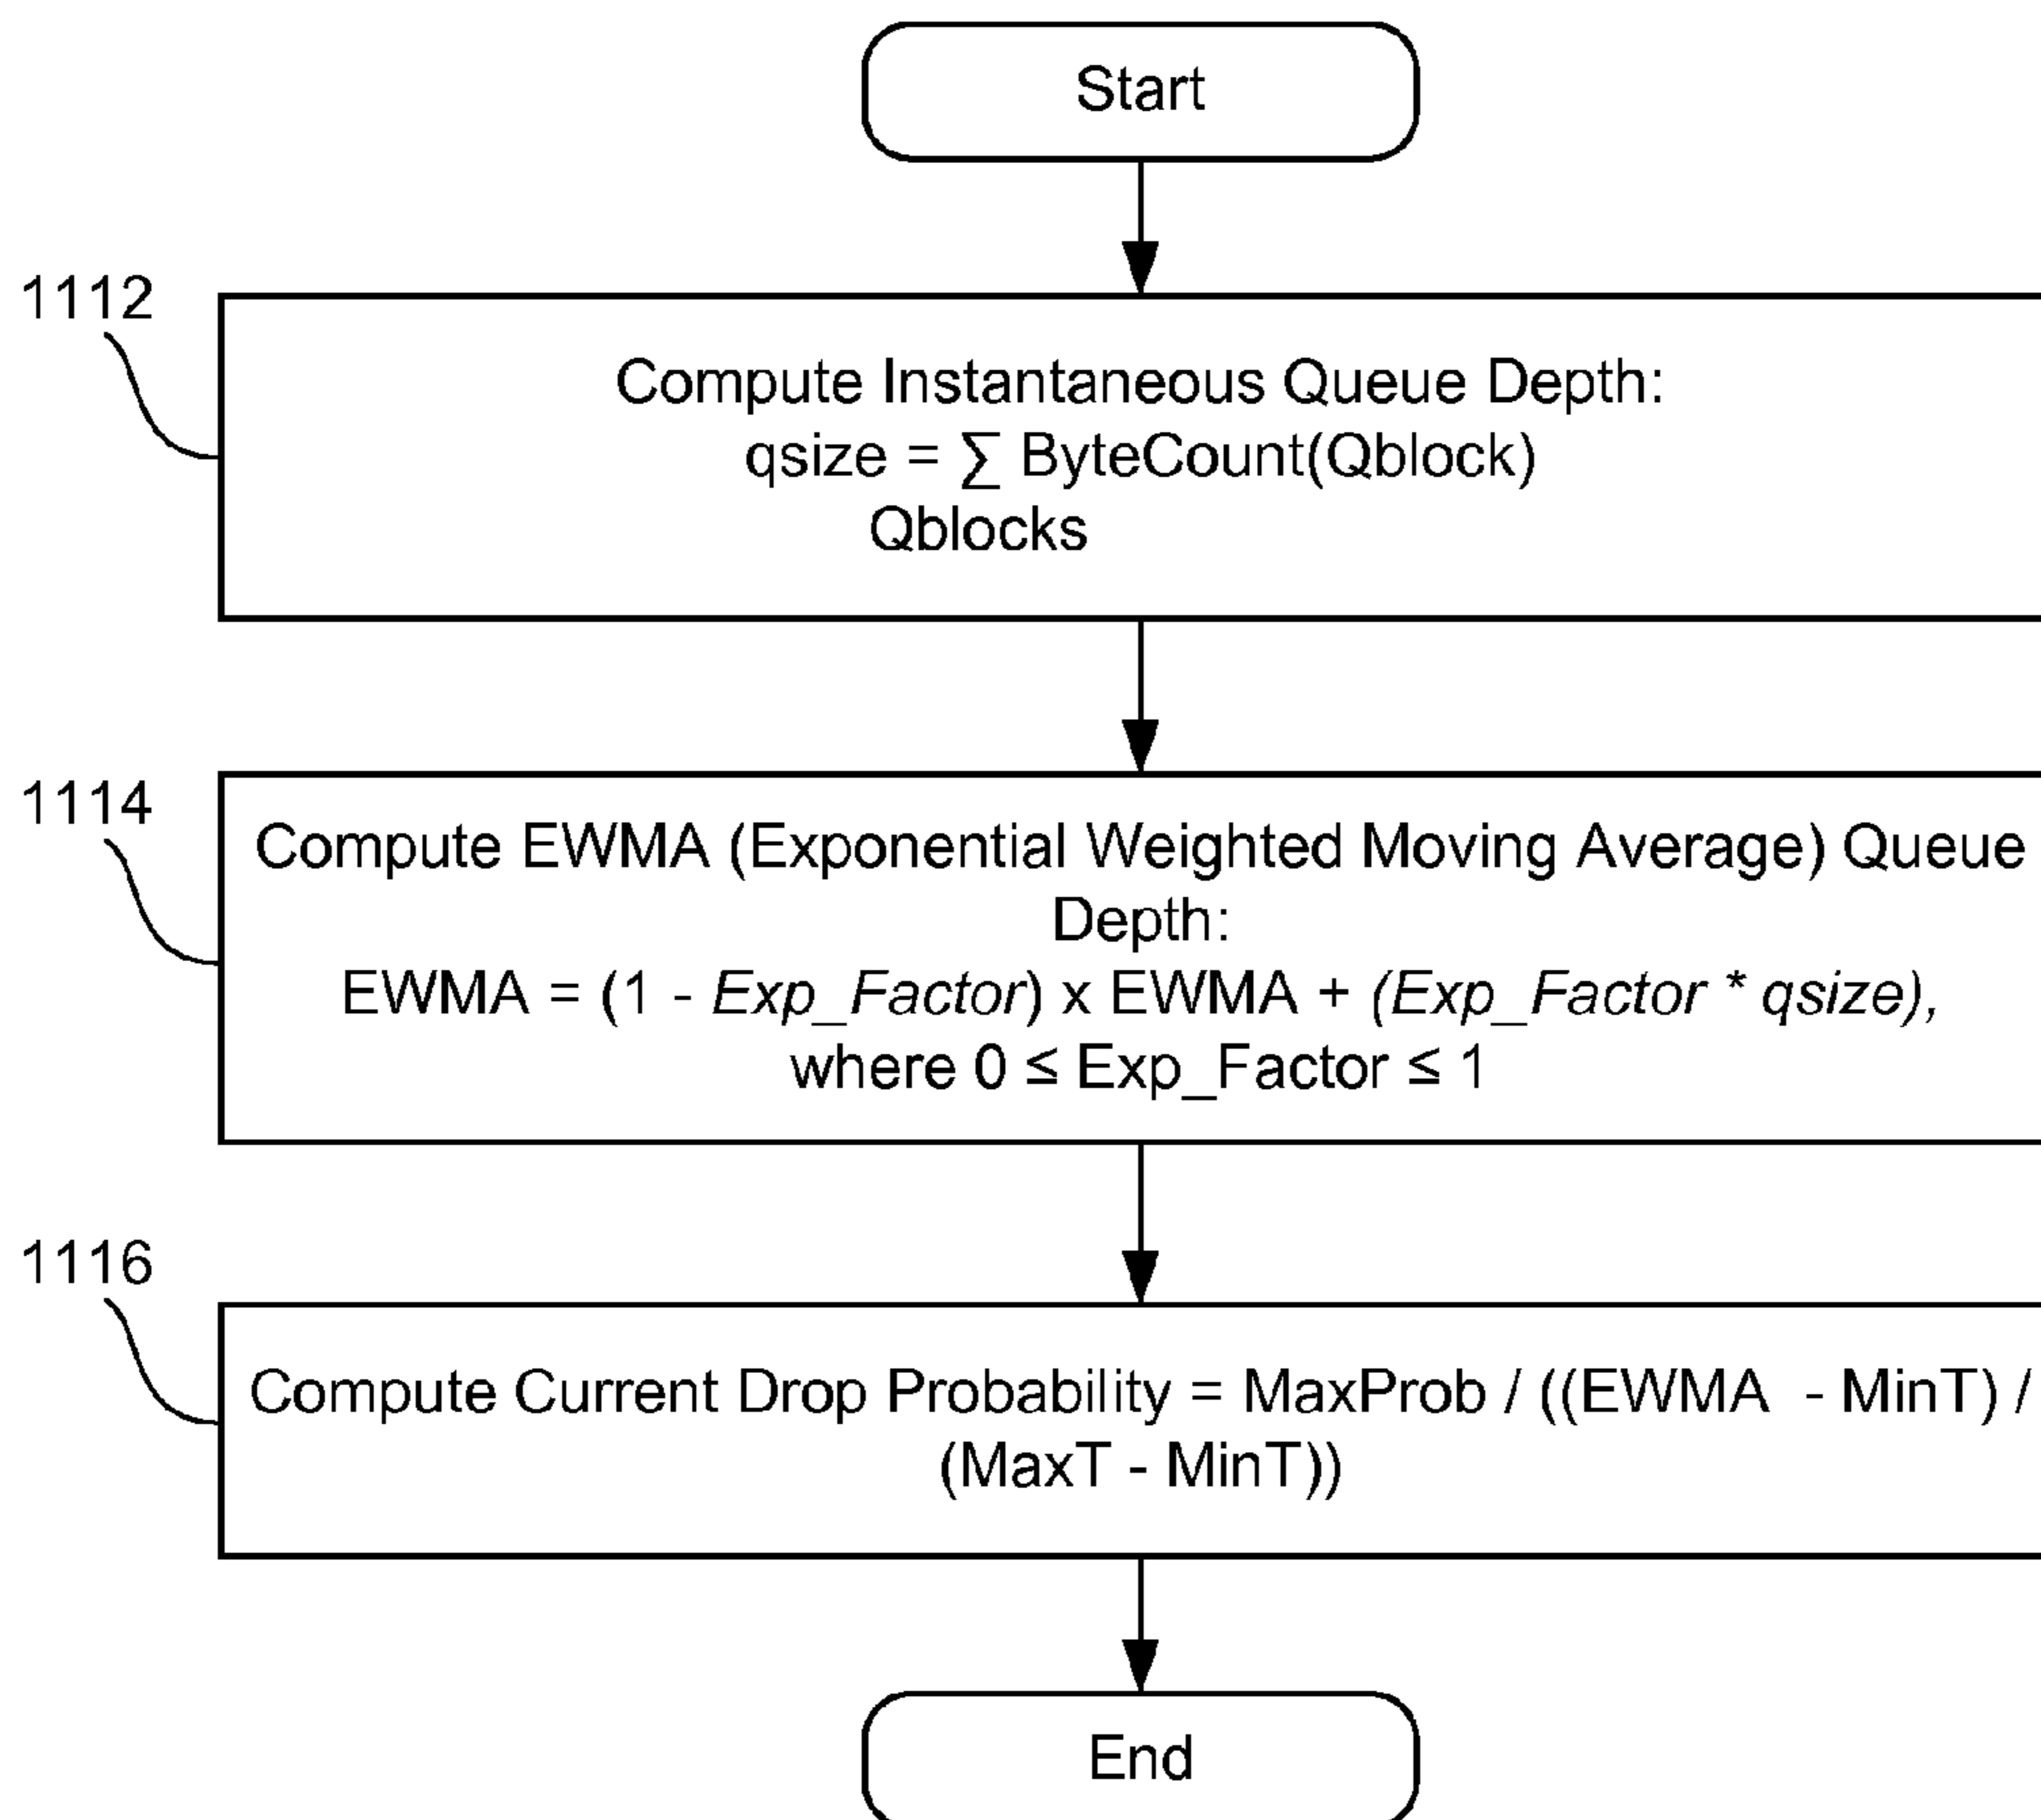 Start
1112
Compute Instantaneous Queue Depth:
qsize = ∑ ByteCount(Qblock)
Qblocks
1114
Compute EWMA (Exponential Weighted Moving Average) Queue
Depth:
EWMA = (1 - Exp_Factor) x EWMA + (Exp_Factor * qsize),
where 0 ≤ Exp_Factor ≤ 1
1116
Compute Current Drop Probability = MaxProb / ((EWMA - MinT) /
(MaxT - MinT))
End